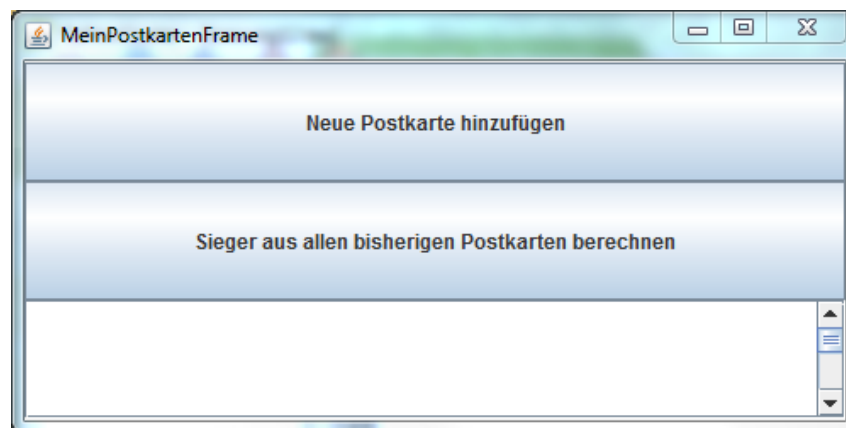 MeinPostkartenFrame
Neue Postkarte hinzufügen
Sieger aus allen bisherigen Postkarten berechnen